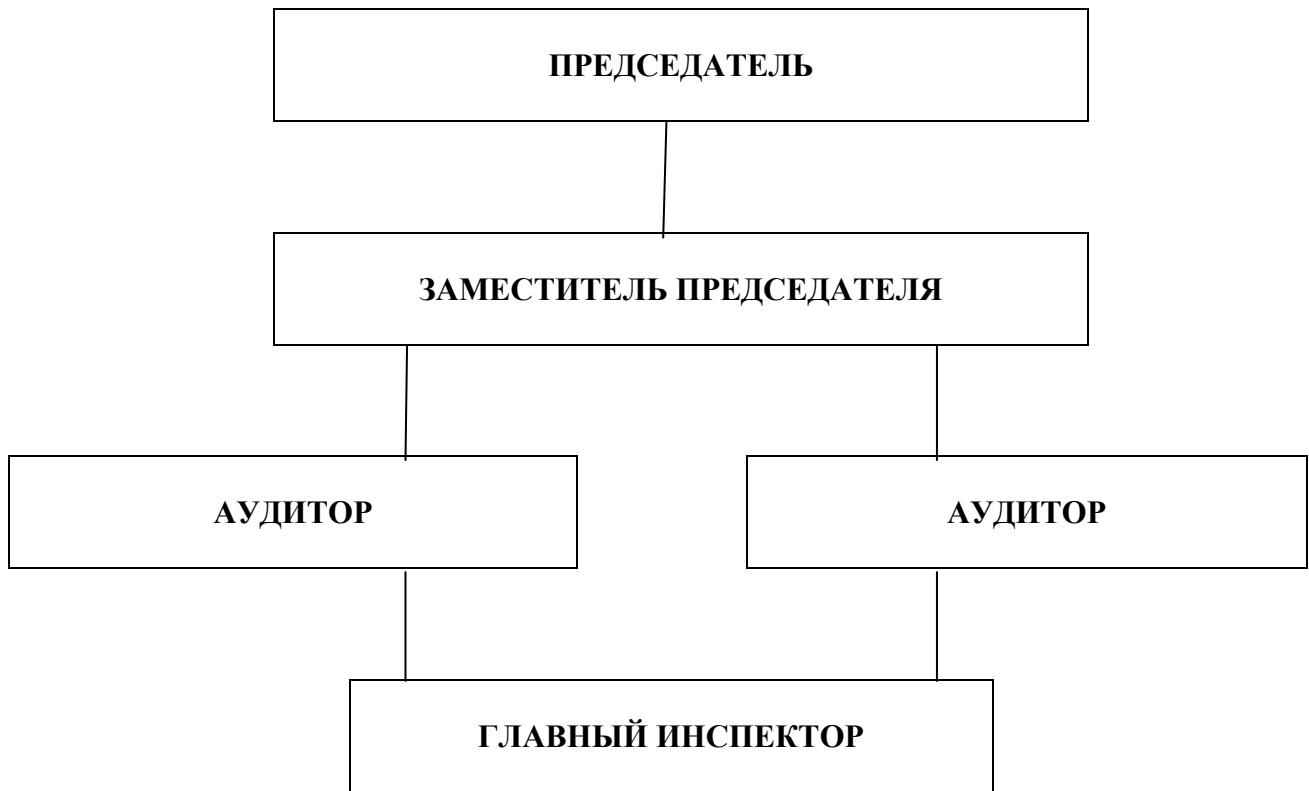 ПРЕДСЕДАТЕЛЬ
ЗАМЕСТИТЕЛЬ ПРЕДСЕДАТЕЛЯ
АУДИТОР
АУДИТОР
ГЛАВНЫЙ ИНСПЕКТОР